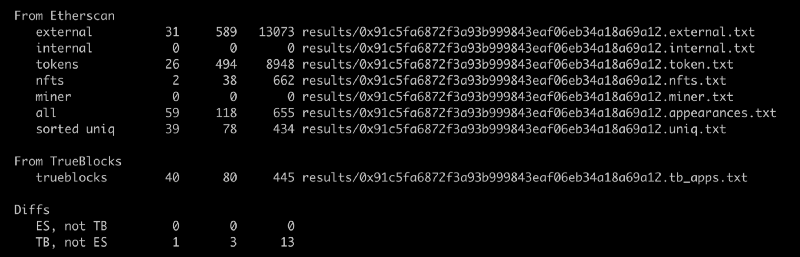 From Etherscan
external 31 589 13073 results/0x91c5fa6872f3a93b999843eaf06eb34a18a69a12.external.txt
internal 0 0 0 results/0x91c5fa6872f3a93b999843eaf06eb34a18a69a12.internal.txt
tokens 26 494 8948 results/0x91c5fa6872f3a93b999843eaf06eb34a18a69a12.token.txt
nfts 2 38 662 results/0x91c5fa6872f3a93b999843eaf06eb34a18a69a12.nfts.txt
miner 0 0 0 results/0x91c5fa6872f3a93b999843eaf06eb34a18a69a12.miner.txt
all 59 118 655 results/0x91c5fa6872f3a93b999843eaf06eb34a18a69a12.appearances.txt
sorted uniq 39 78 434 results/0x91c5fa6872f3a93b999843eaf06eb34a18a69a12.uniq.txt
From TrueBlocks
trueblocks 40 80 445 results/0x91c5fa6872f3a93b999843eaf06eb34a18a69a12.tb_apps.txt
Diffs
ES, not TB 0 0 0
TB, not ES 1 3 13